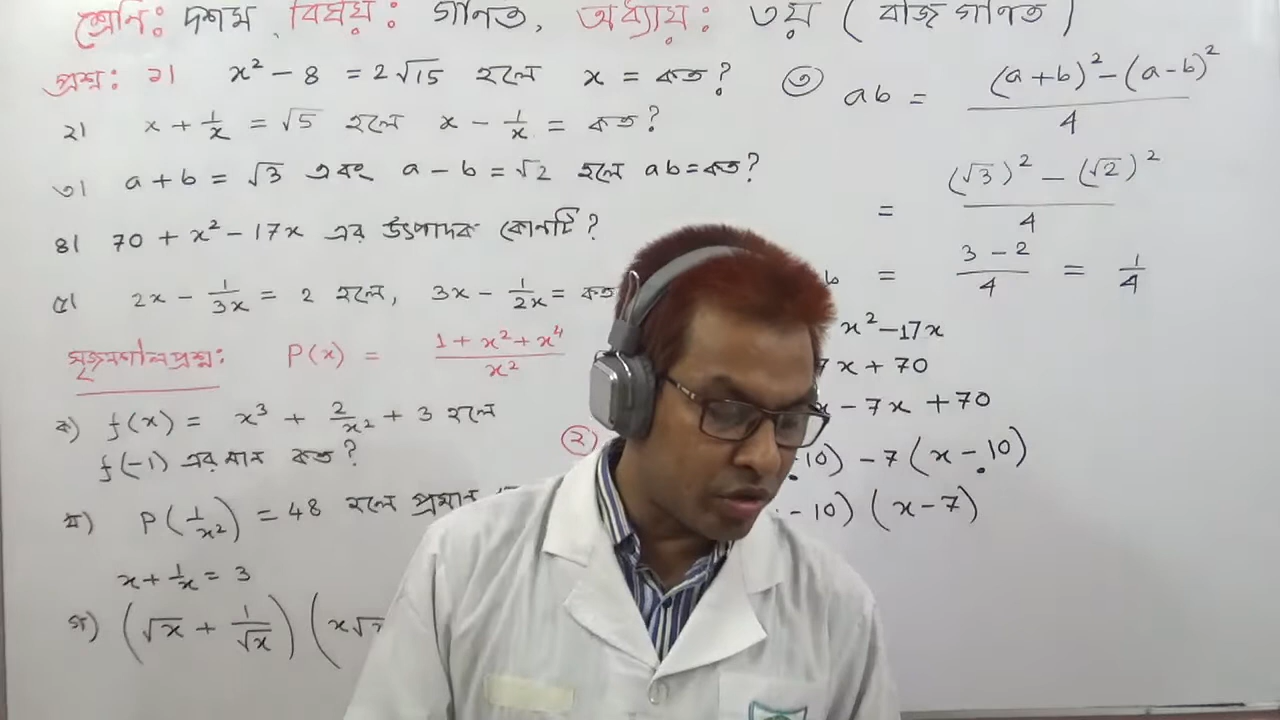 শ্রেনি: দশম, বিষয়: গণিত, অধ্যায়: ৩য় (বীজ গণিত)
প্রশ্ন: ১। x² − 8 = 2√15 হলে x = কত?
২। x + 1/x = √5 হলে x − 1/x = কত?
৩। a + b = √3 এবং a − b = √2 হলে ab = কত?
৪। 70 + x² − 17x এর উৎপাদক কোনটি?
৫। 2x − 1/3x = 2 হলে, 3x − 1/2x = কত
সৃজনশীল প্রশ্ন: P(x) = (1 + x² + x⁴)/x²
ক) f(x) = x³ + 2/x² + 3 হলে
f(−1) এর মান কত?
P(1/x²) = 48 হলে প্রমান
x + 1/x = 3
গ) (√x + 1/√x)(x√x
③ ab = ((a+b)² − (a−b)²)/4
= ((√3)² − (√2)²)/4
b = (3 − 2)/4 = 1/4
x² − 17x
7x + 70
x − 7x + 70
②
10) − 7(x − 10)
− 10)(x − 7)